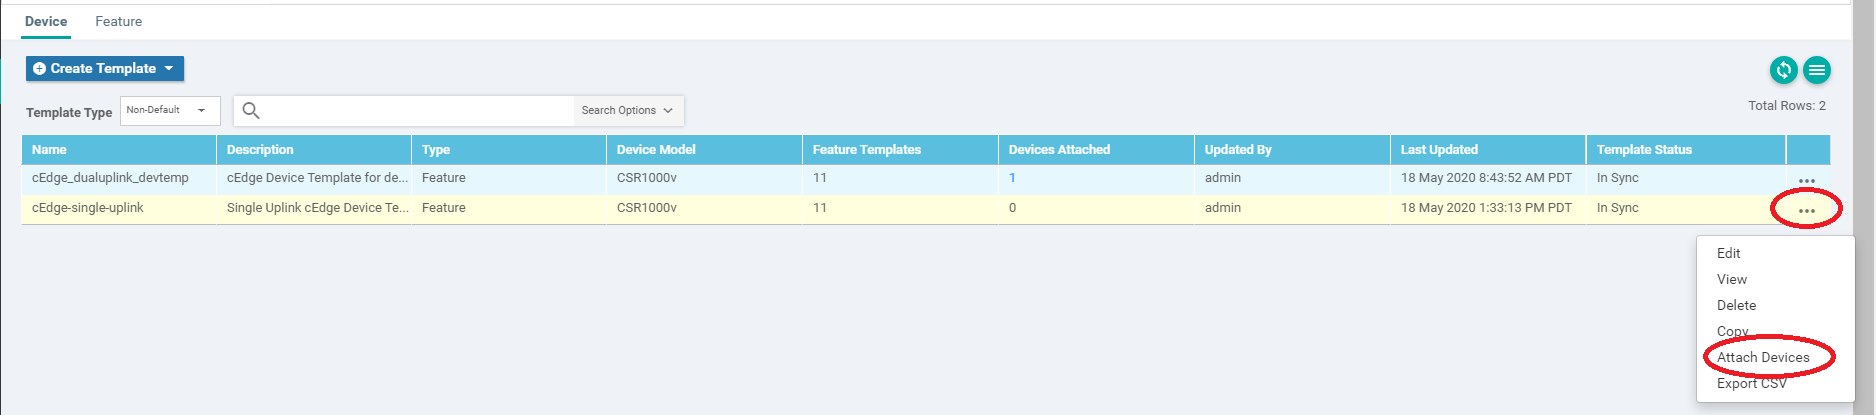 Device Feature
Create Template
Template Type Non-Default Search Options Total Rows: 2
Name Description Type Device Model Feature Templates Devices Attached Updated By Last Updated Template Status
cEdge_dualuplink_devtemp cEdge Device Template for de... Feature CSR1000v 11 1 admin 18 May 2020 8:43:52 AM PDT In Sync
cEdge-single-uplink Single Uplink cEdge Device Te... Feature CSR1000v 11 0 admin 18 May 2020 1:33:13 PM PDT In Sync
Edit
View
Delete
Copy
Attach Devices
Export CSV